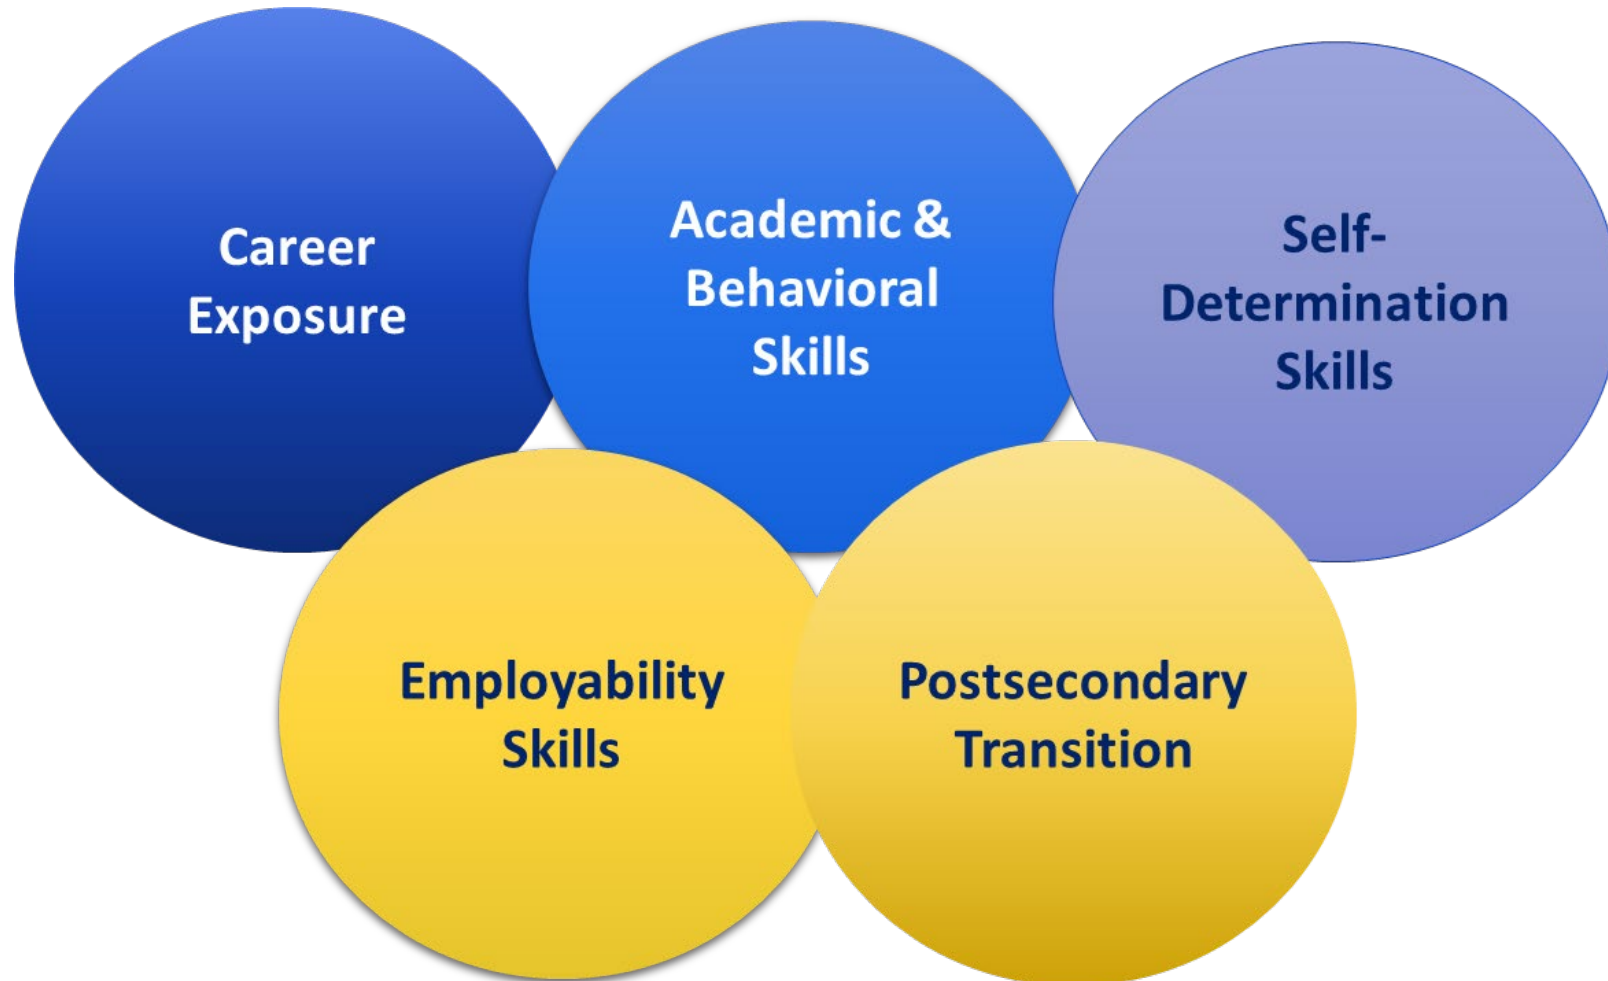 Career
Exposure
Academic &
Behavioral
Skills
Self-
Determination
Skills
Employability
Skills
Postsecondary
Transition